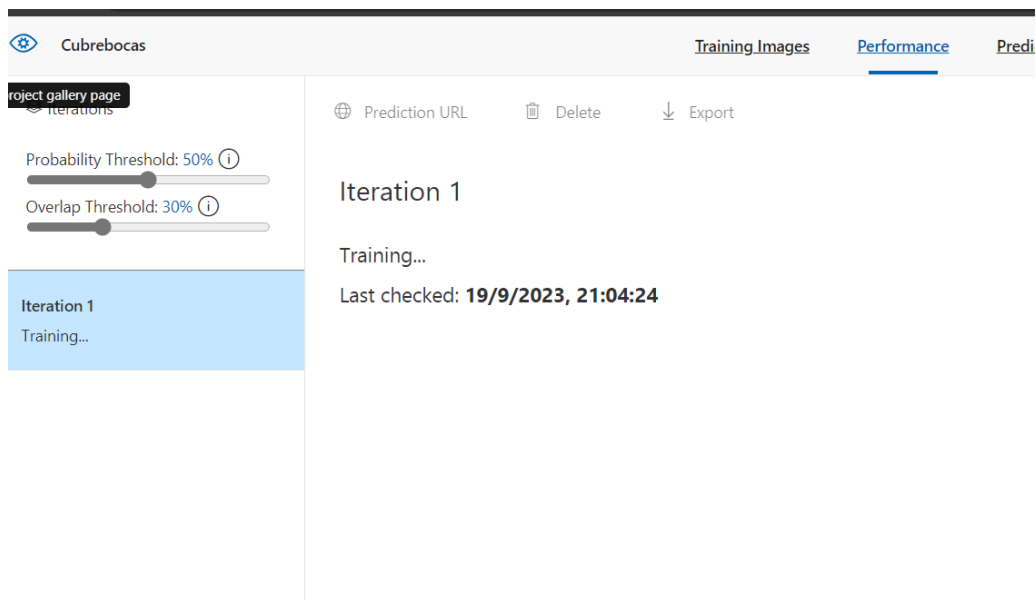 Cubrebocas
Training Images
Performance
Predi
roject gallery page
Iterations
Prediction URL
Delete
Export
Probability Threshold: 50%
Overlap Threshold: 30%
Iteration 1
Training...
Last checked: 19/9/2023, 21:04:24
Iteration 1
Training...